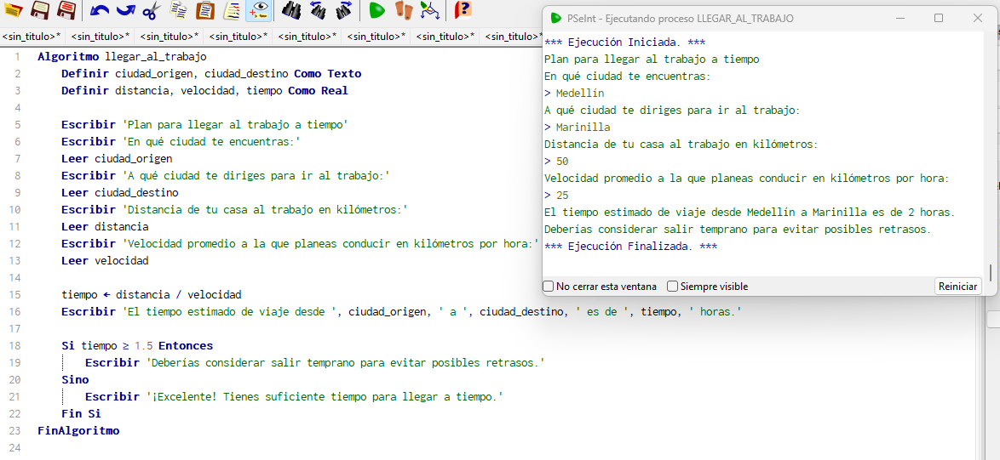 <sin_titulo>* <sin_titulo>* <sin_titulo>* <sin_titulo>* <sin_titulo>* <sin_titulo>* <sin_titulo>* <sin_titulo>*
1 Algoritmo llegar_al_trabajo
2 Definir ciudad_origen, ciudad_destino Como Texto
3 Definir distancia, velocidad, tiempo Como Real
4
5 Escribir 'Plan para llegar al trabajo a tiempo'
6 Escribir 'En qué ciudad te encuentras:'
7 Leer ciudad_origen
8 Escribir 'A qué ciudad te diriges para ir al trabajo:'
9 Leer ciudad_destino
10 Escribir 'Distancia de tu casa al trabajo en kilómetros:'
11 Leer distancia
12 Escribir 'Velocidad promedio a la que planeas conducir en kilómetros por hora:'
13 Leer velocidad
14
15 tiempo ← distancia / velocidad
16 Escribir 'El tiempo estimado de viaje desde ', ciudad_origen, ' a ', ciudad_destino, ' es de ', tiempo, ' horas.'
17
18 Si tiempo ≥ 1.5 Entonces
19 Escribir 'Deberías considerar salir temprano para evitar posibles retrasos.'
20 Sino
21 Escribir '¡Excelente! Tienes suficiente tiempo para llegar a tiempo.'
22 Fin Si
23 FinAlgoritmo
24
PSeInt - Ejecutando proceso LLEGAR_AL_TRABAJO
*** Ejecución Iniciada. ***
Plan para llegar al trabajo a tiempo
En qué ciudad te encuentras:
> Medellín
A qué ciudad te diriges para ir al trabajo:
> Marinilla
Distancia de tu casa al trabajo en kilómetros:
> 50
Velocidad promedio a la que planeas conducir en kilómetros por hora:
> 25
El tiempo estimado de viaje desde Medellín a Marinilla es de 2 horas.
Deberías considerar salir temprano para evitar posibles retrasos.
*** Ejecución Finalizada. ***
No cerrar esta ventana Siempre visible Reiniciar